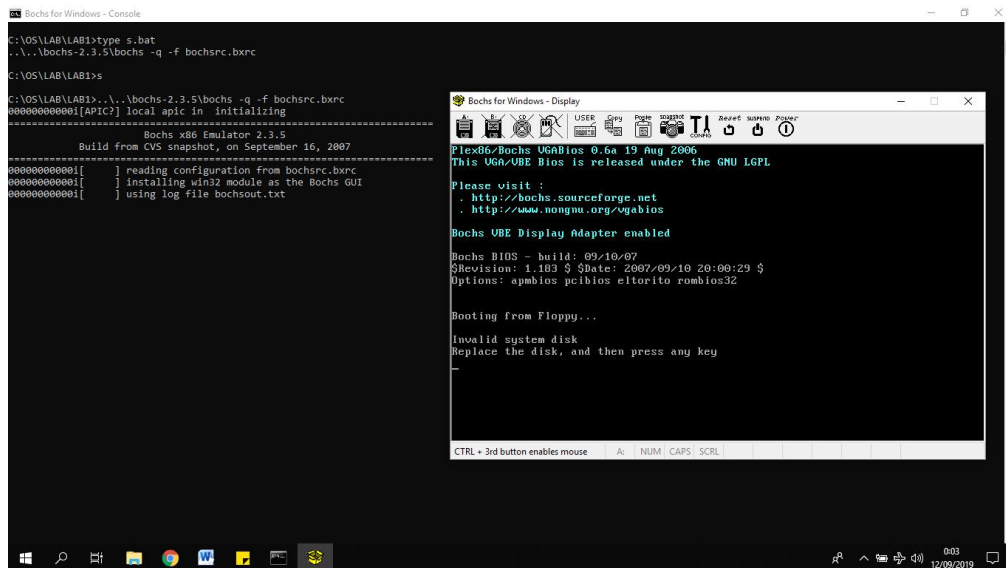 Bochs for Windows - Console
C:\OS\LAB\LAB1>type s.bat
..\..\bochs-2.3.5\bochs -q -f bochsrc.bxrc
C:\OS\LAB\LAB1>s
C:\OS\LAB\LAB1>..\..\bochs-2.3.5\bochs -q -f bochsrc.bxrc
00000000000i[APIC?] local apic in  initializing
========================================================================
Bochs x86 Emulator 2.3.5
Build from CVS snapshot, on September 16, 2007
========================================================================
00000000000i[     ] reading configuration from bochsrc.bxrc
00000000000i[     ] installing win32 module as the Bochs GUI
00000000000i[     ] using log file bochsout.txt
Bochs for Windows - Display
A: B: CD USER Copy Paste snapshot CONFIG Reset SUSPEND Power
Plex86/Bochs VGABios 0.6a 19 Aug 2006
This VGA/VBE Bios is released under the GNU LGPL
Please visit :
. http://bochs.sourceforge.net
. http://www.nongnu.org/vgabios
Bochs VBE Display Adapter enabled
Bochs BIOS - build: 09/10/07
$Revision: 1.183 $ $Date: 2007/09/10 20:00:29 $
Options: apmbios pcibios eltorito rombios32
Booting from Floppy...
Invalid system disk
Replace the disk, and then press any key
CTRL + 3rd button enables mouse A: NUM CAPS SCRL
0:03
12/09/2019